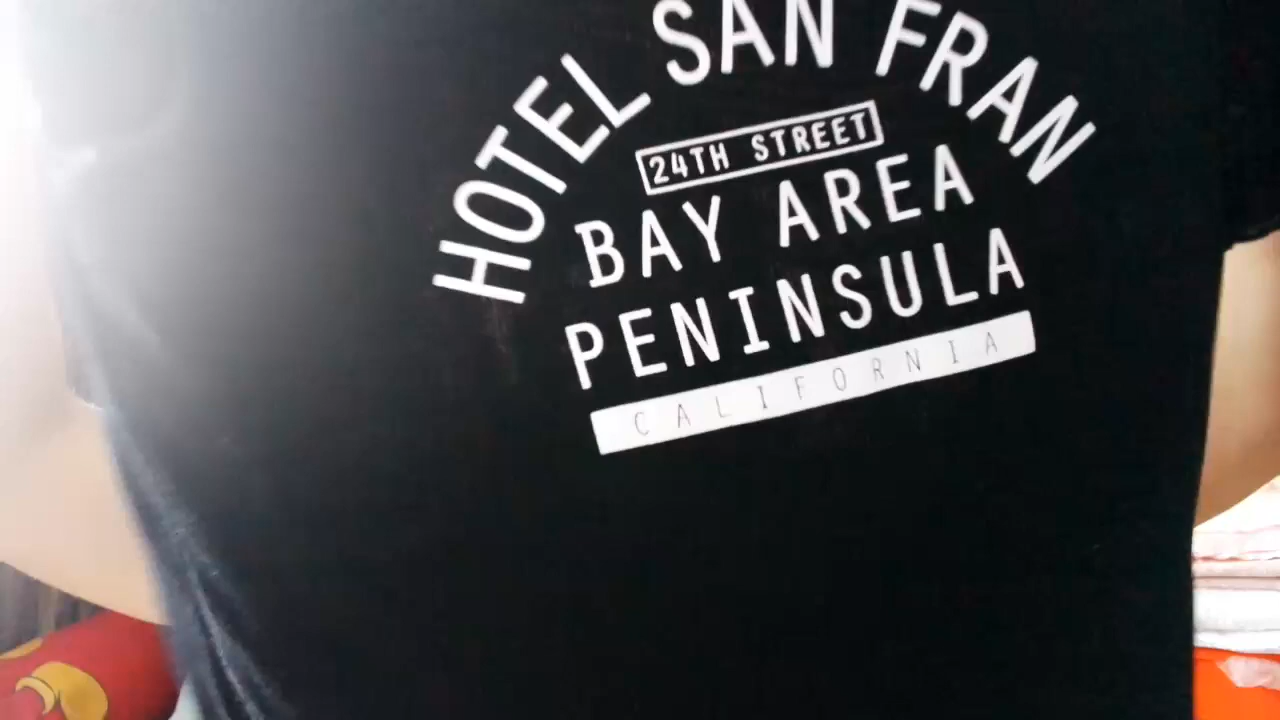 HOTEL SAN FRAN
24TH STREET
BAY AREA
PENINSULA
CALIFORNIA